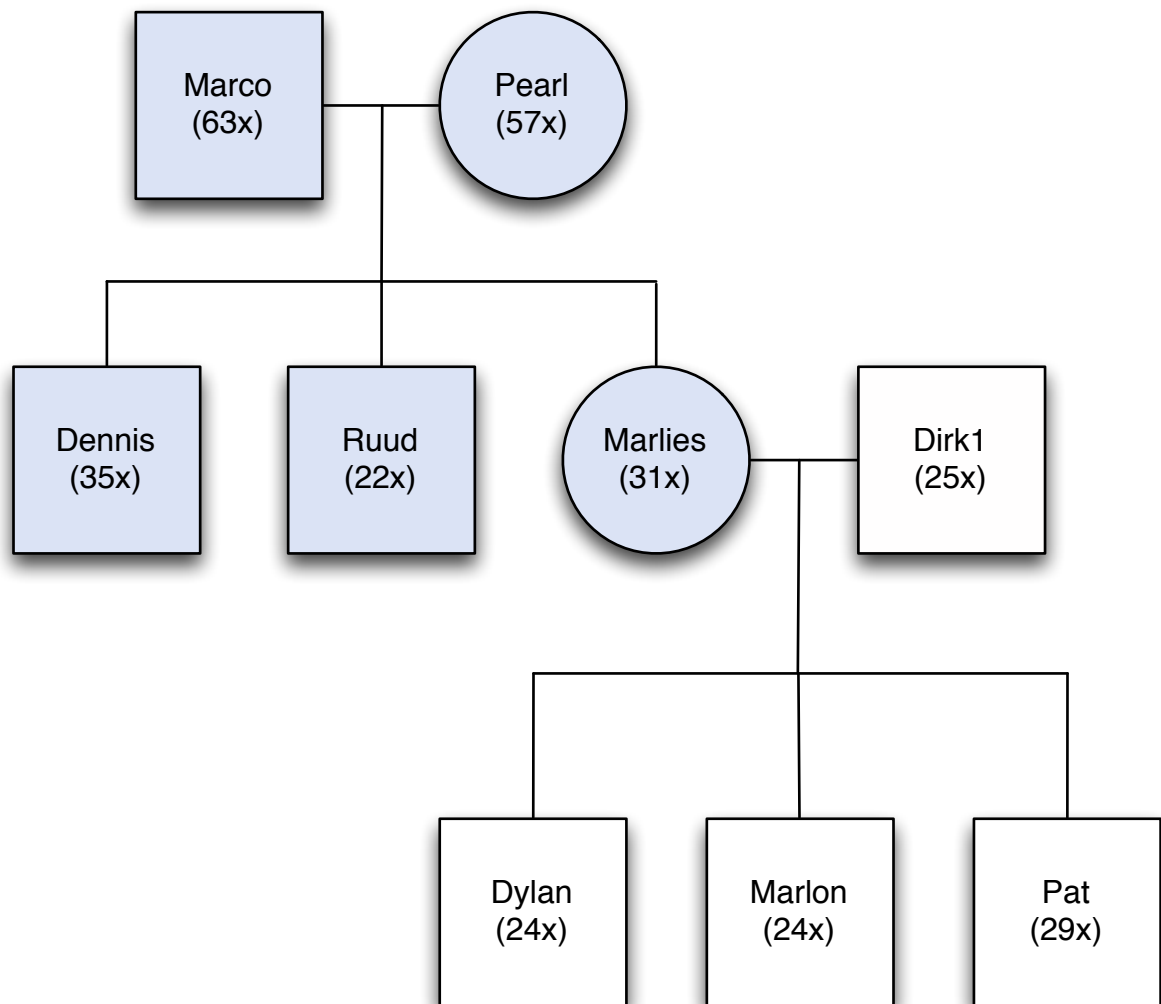 Marco
(63x)
Pearl
(57x)
Dennis
(35x)
Ruud
(22x)
Marlies
(31x)
Dirk1
(25x)
Dylan
(24x)
Marlon
(24x)
Pat
(29x)